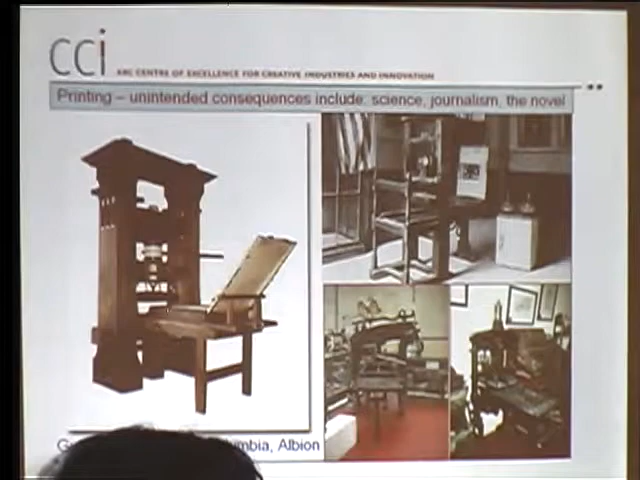 cci
ARC CENTRE OF EXCELLENCE FOR CREATIVE INDUSTRIES AND INNOVATION
Printing – unintended consequences include: science, journalism, the novel
mbia, Albion